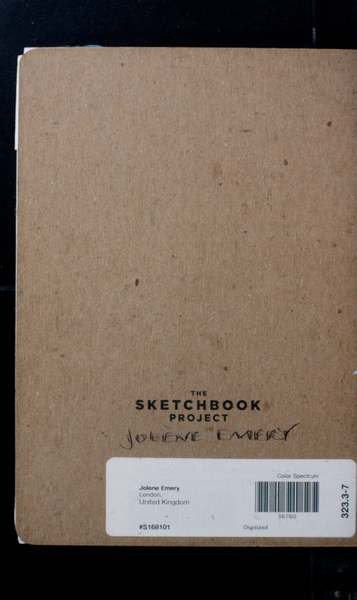 THE
SKETCHBOOK
PROJECT
JOLENE EMERY
Color Spectrum
Jolene Emery
London,
United Kingdom
36760
#S168101
Digitized
323.3-7